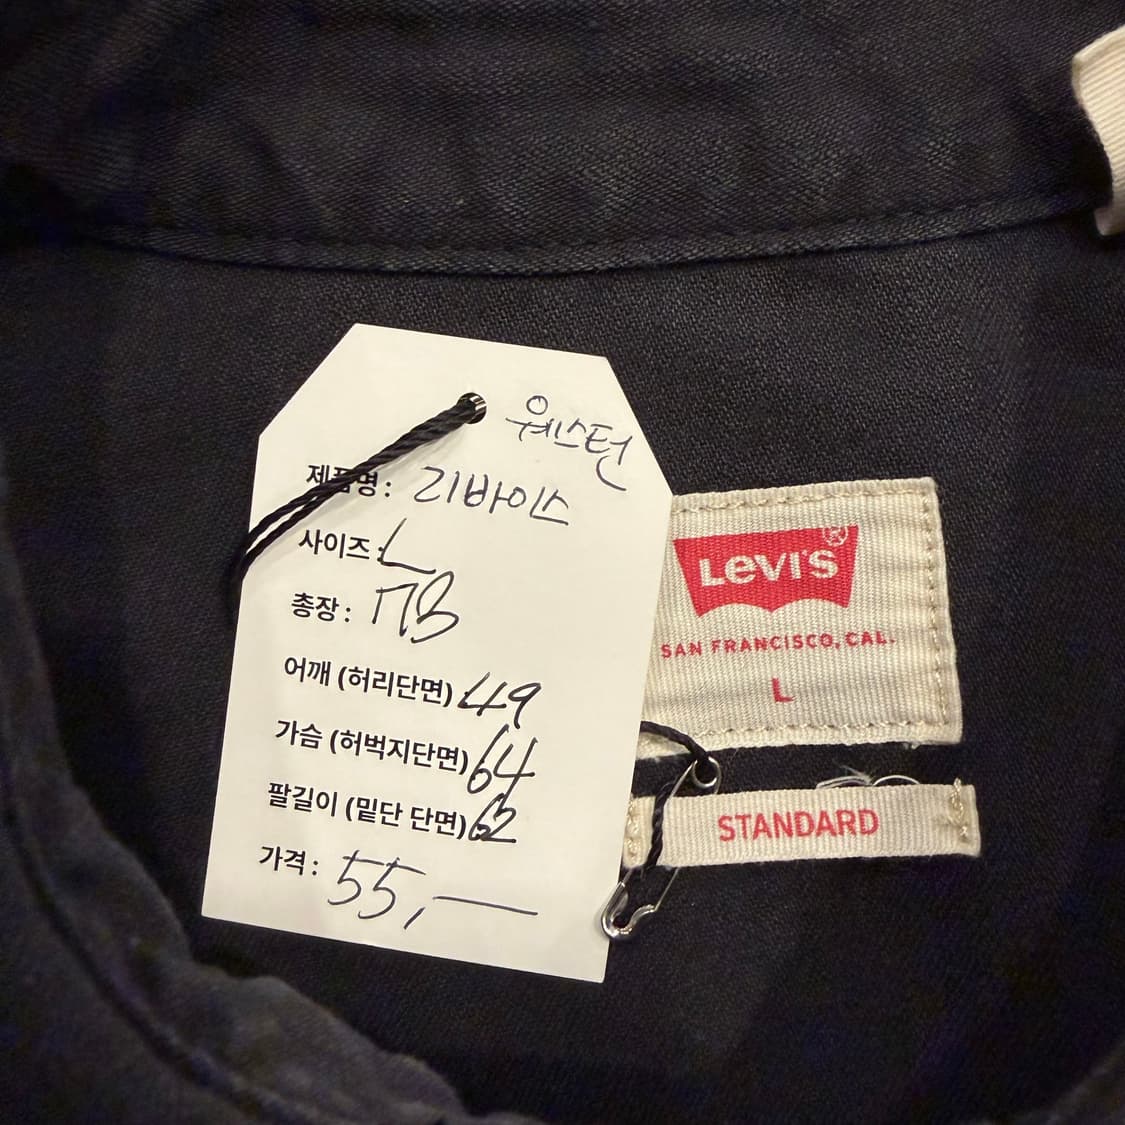 웨스턴
제품명: 리바이스
사이즈: L
총장: 78
어깨 (허리단면) 49
가슴 (허벅지단면) 64
팔길이 (밑단 단면) 62
가격: 55,—
LEVI'S®
SAN FRANCISCO, CAL.
L
STANDARD